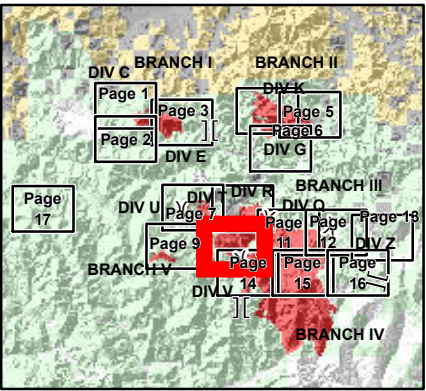 BRANCH I
BRANCH II
DIV C
DIV K
Page 1
Page 3
Page 5
Page 2
Page 6
DIV G
DIV E
BRANCH III
DIV R
Page
17
DIV U
DIV O
Page 7
Page 13
Page
11
Page
12
Page 9
DIV Z
BRANCH V
Page
14
Page
15
Page
16
DIV V
BRANCH IV